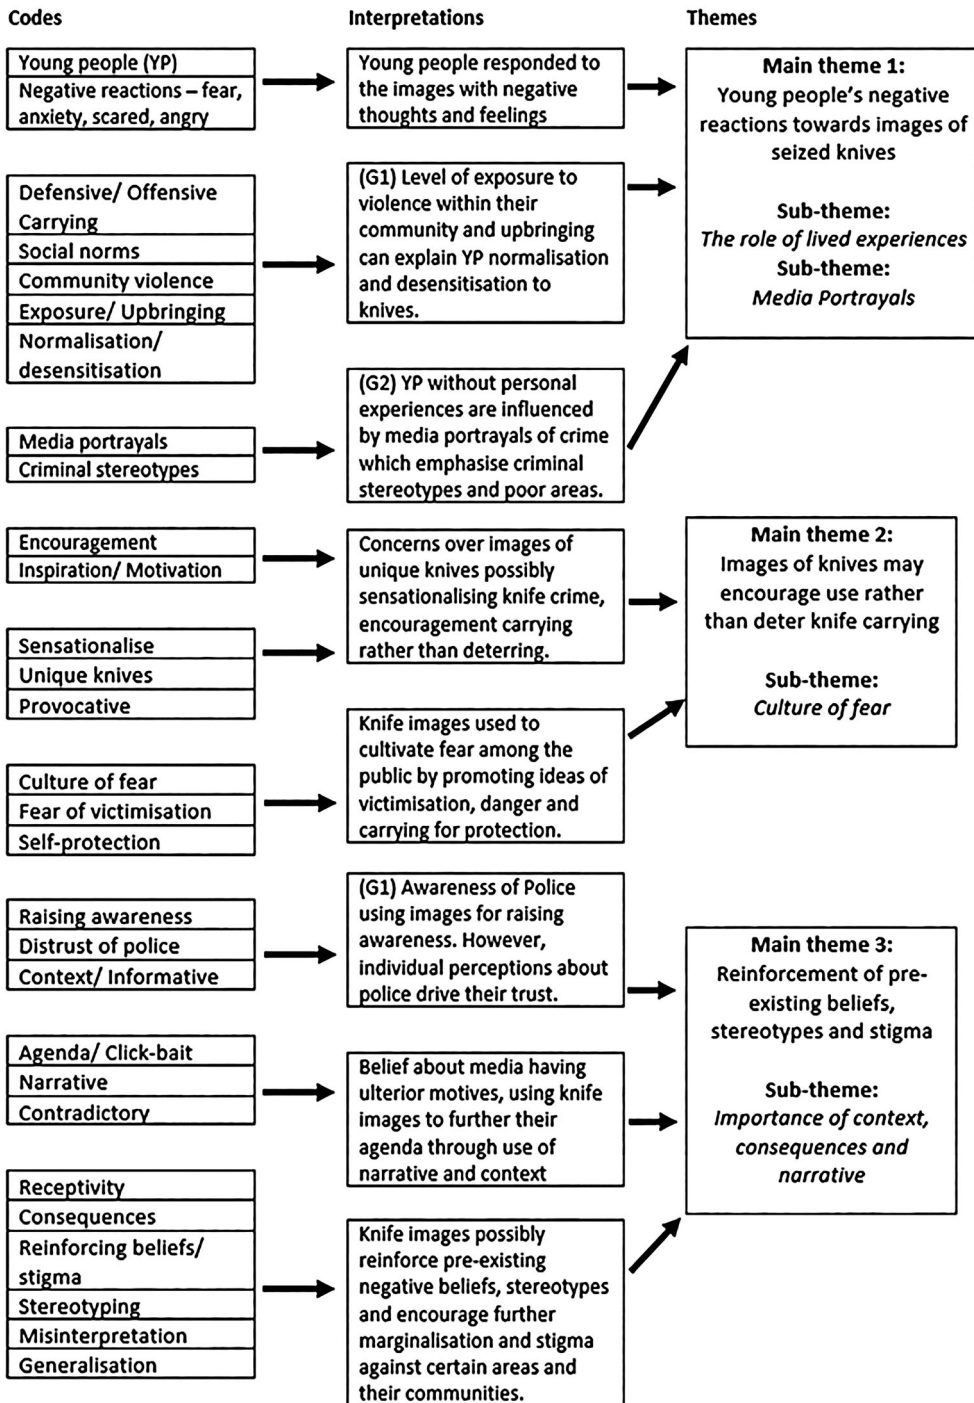 Codes
Interpretations
Themes
Young people (YP)
Negative reactions – fear,
anxiety, scared, angry
Defensive/ Offensive
Carrying
Social norms
Community violence
Exposure/ Upbringing
Normalisation/
desensitisation
Media portrayals
Criminal stereotypes
Encouragement
Inspiration/ Motivation
Sensationalise
Unique knives
Provocative
Culture of fear
Fear of victimisation
Self-protection
Raising awareness
Distrust of police
Context/ Informative
Agenda/ Click-bait
Narrative
Contradictory
Receptivity
Consequences
Reinforcing beliefs/
stigma
Stereotyping
Misinterpretation
Generalisation
Young people responded to
the images with negative
thoughts and feelings
(G1) Level of exposure to
violence within their
community and upbringing
can explain YP normalisation
and desensitisation to
knives.
(G2) YP without personal
experiences are influenced
by media portrayals of crime
which emphasise criminal
stereotypes and poor areas.
Concerns over images of
unique knives possibly
sensationalising knife crime,
encouragement carrying
rather than deterring.
Knife images used to
cultivate fear among the
public by promoting ideas of
victimisation, danger and
carrying for protection.
(G1) Awareness of Police
using images for raising
awareness. However,
individual perceptions about
police drive their trust.
Belief about media having
ulterior motives, using knife
images to further their
agenda through use of
narrative and context
Knife images possibly
reinforce pre-existing
negative beliefs, stereotypes
and encourage further
marginalisation and stigma
against certain areas and
their communities.
Main theme 1:
Young people's negative
reactions towards images of
seized knives
Sub-theme:
The role of lived experiences
Sub-theme:
Media Portrayals
Main theme 2:
Images of knives may
encourage use rather
than deter knife carrying
Sub-theme:
Culture of fear
Main theme 3:
Reinforcement of pre-
existing beliefs,
stereotypes and stigma
Sub-theme:
Importance of context,
consequences and
narrative